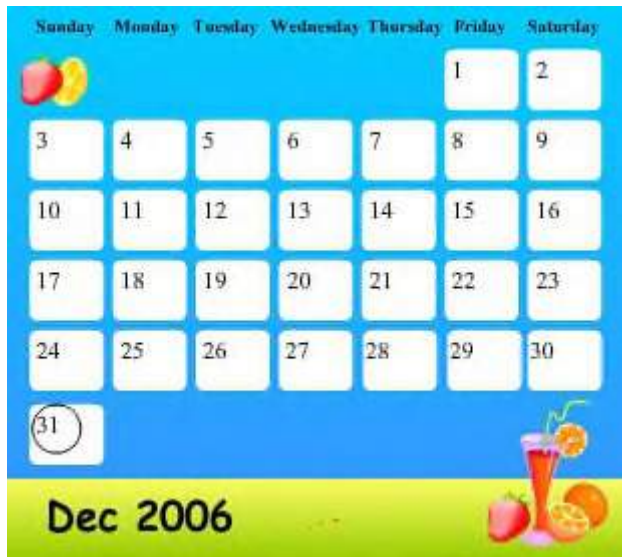 Sunday Monday Tuesday Wednesday Thursday Friday Saturday
1 2
3 4 5 6 7 8 9
10 11 12 13 14 15 16
17 18 19 20 21 22 23
24 25 26 27 28 29 30
31
Dec 2006